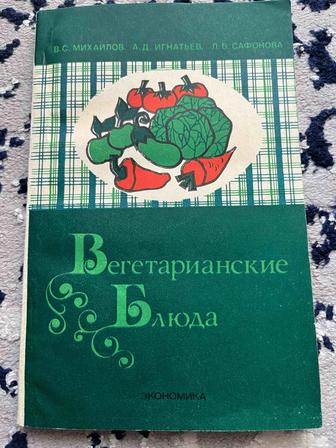 В.С. МИХАЙЛОВ, А.Д. ИГНАТЬЕВ, Л.В. САФОНОВА
Вегетарианские
Блюда
ЭКОНОМИКА